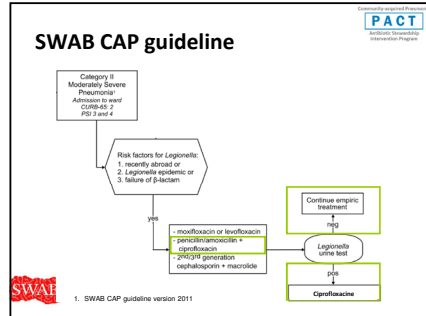 Community-acquired Pneumonia
PACT
Antibiotic Stewardship
Intervention Program
SWAB CAP guideline
Category II
Moderately Severe
Pneumonia¹
Admission to ward
CURB-65: 2
PSI 3 and 4
Risk factors for Legionella:
1. recently abroad or
2. Legionella epidemic or
3. failure of β-lactam
yes
- moxifloxacin or levofloxacin
- penicillin/amoxicillin +
ciprofloxacin
- 2nd/3rd generation
cephalosporin + macrolide
Continue empiric
treatment
neg
Legionella
urine test
pos
Ciprofloxacine
SWAB
1. SWAB CAP guideline version 2011